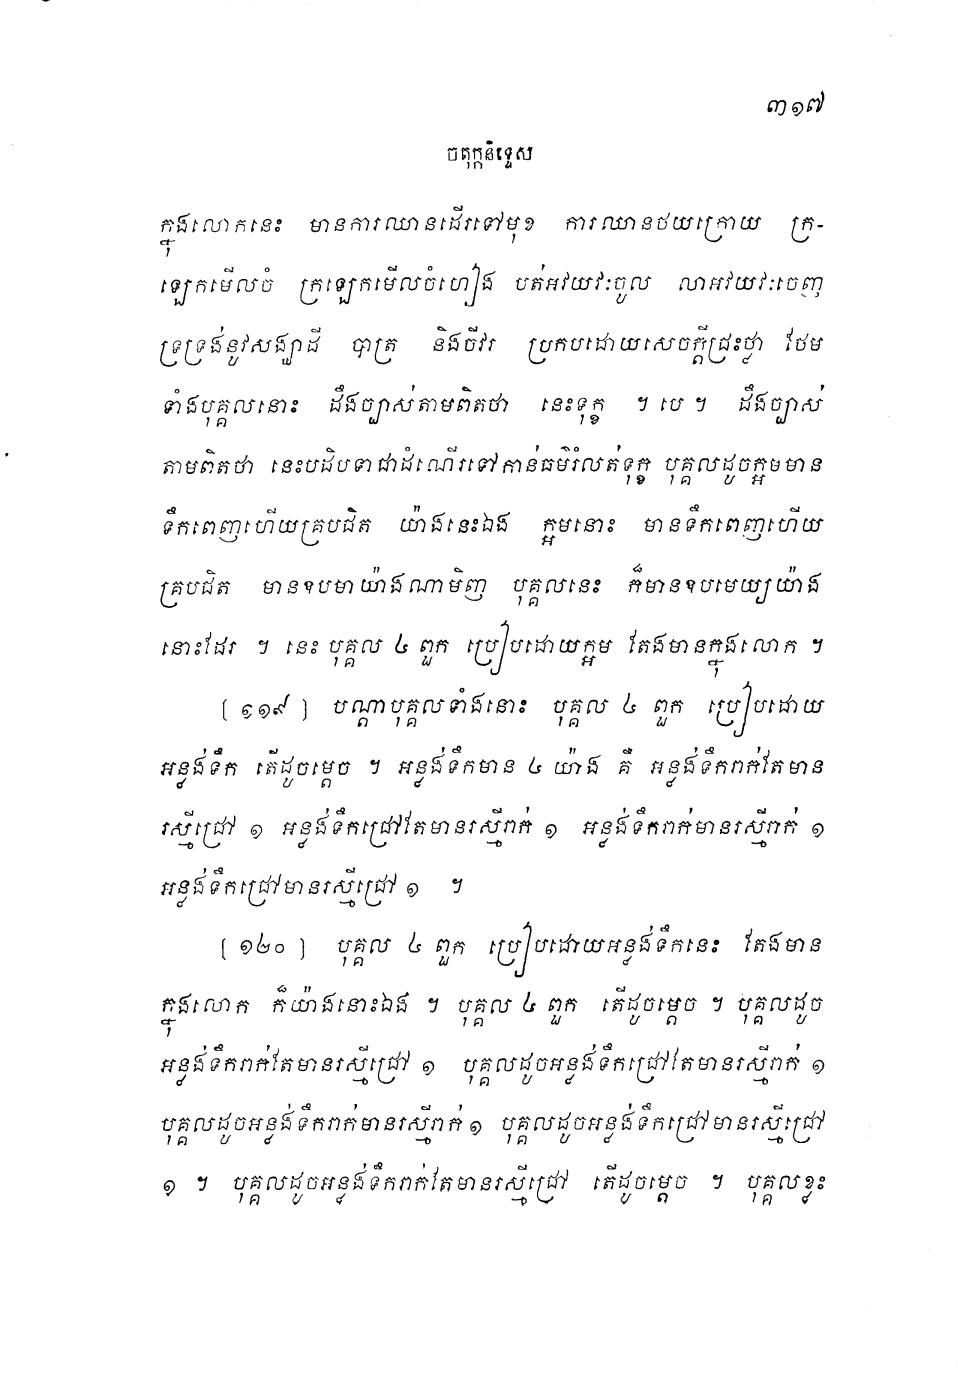 ៣១៧
ចតុក្កនិទ្ទេស
ក្នុងលោកនេះ មានការឈានដើរទៅមុខ ការឈានថយក្រោយ ក្រ-
ឡេកមើលចំ ក្រឡេកមើលចំហៀង បត់អវយវៈចូល លាអវយវៈចេញ
ទ្រទ្រង់នូវសង្ឃាដី បាត្រ និងចីវរ ប្រកបដោយសេចក្តីជ្រះថ្លា ថែម
ទាំងបុគ្គលនោះ ដឹងច្បាស់តាមពិតថា នេះទុក្ខ ។ បេ ។ ដឹងច្បាស់
តាមពិតថា នេះបដិបទាជាដំណើរទៅកាន់ធម៌រំលត់ទុក្ខ បុគ្គលដូចក្អមមាន
ទឹកពេញហើយគ្របជិត យ៉ាងនេះឯង ក្អមនោះ មានទឹកពេញហើយ
គ្របជិត មានឧបមាយ៉ាងណាមិញ បុគ្គលនេះ ក៏មានឧបមេយ្យយ៉ាង
នោះដែរ ។ នេះ បុគ្គល ៤ ពួក ប្រៀបដោយក្អម តែងមានក្នុងលោក ។
[ ១១៩ ] បណ្តាបុគ្គលទាំងនោះ បុគ្គល ៤ ពួក ប្រៀបដោយ
អន្លង់ទឹក តើដូចម្តេច ។ អន្លង់ទឹកមាន ៤ យ៉ាង គឺ អន្លង់ទឹករាក់តែមាន
រស្មីជ្រៅ ១ អន្លង់ទឹកជ្រៅតែមានរស្មីរាក់ ១ អន្លង់ទឹករាក់មានរស្មីរាក់ ១
អន្លង់ទឹកជ្រៅមានរស្មីជ្រៅ ១ ។
[ ១២០ ] បុគ្គល ៤ ពួក ប្រៀបដោយអន្លង់ទឹកនេះ តែងមាន
ក្នុងលោក ក៏យ៉ាងនោះឯង ។ បុគ្គល ៤ ពួក តើដូចម្តេច ។ បុគ្គលដូច
អន្លង់ទឹករាក់តែមានរស្មីជ្រៅ ១ បុគ្គលដូចអន្លង់ទឹកជ្រៅតែមានរស្មីរាក់ ១
បុគ្គលដូចអន្លង់ទឹករាក់មានរស្មីរាក់ ១ បុគ្គលដូចអន្លង់ទឹកជ្រៅមានរស្មីជ្រៅ
១ ។ បុគ្គលដូចអន្លង់ទឹករាក់តែមានរស្មីជ្រៅ តើដូចម្តេច ។ បុគ្គលខ្លះ